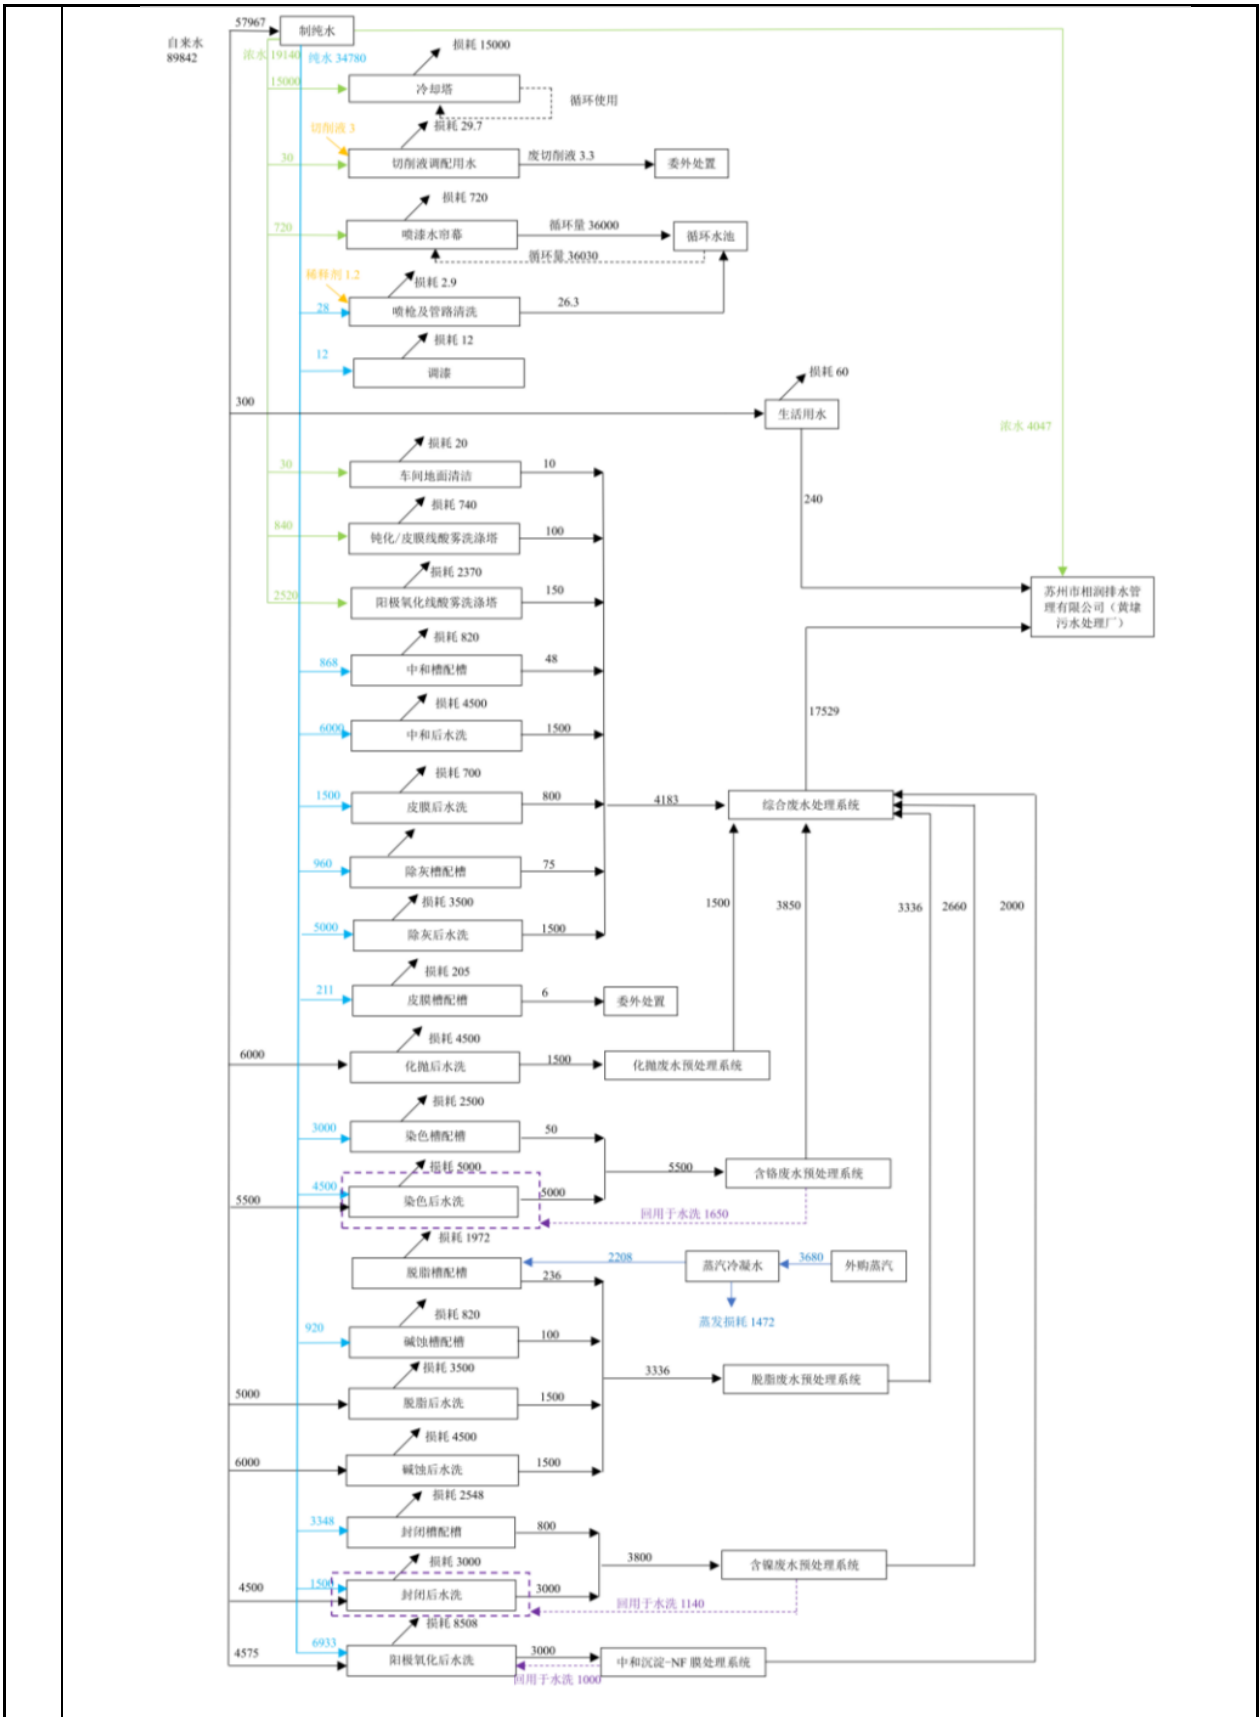 57967
制纯水
自来水
89842
浓水 19140
纯水 34780
损耗 15000
15000
冷却塔
循环使用
切削液 3
损耗 29.7
30
切削液调配用水
废切削液 3.3
委外处置
损耗 720
720
喷漆水帘幕
循环量 36000
循环水池
循环量 36030
稀释剂 1.2
损耗 2.9
28
喷枪及管路清洗
26.3
损耗 12
12
调漆
损耗 60
300
生活用水
浓水 4047
240
损耗 20
30
车间地面清洁
10
损耗 740
840
钝化/皮膜线酸雾洗涤塔
100
损耗 2370
2520
阳极氧化线酸雾洗涤塔
150
苏州市相润排水管
理有限公司（黄埭
污水处理厂）
损耗 820
868
中和槽配槽
48
损耗 4500
6000
中和后水洗
1500
17529
损耗 700
1500
皮膜后水洗
800
4183
综合废水处理系统
960
除灰槽配槽
75
损耗 3500
5000
除灰后水洗
1500
1500
3850
3336
2660
2000
损耗 205
211
皮膜槽配槽
6
委外处置
损耗 4500
6000
化抛后水洗
1500
化抛废水预处理系统
损耗 2500
3000
染色槽配槽
50
损耗 5000
5500
含铬废水预处理系统
4500
5500
染色后水洗
5000
回用于水洗 1650
损耗 1972
脱脂槽配槽
2208
蒸汽冷凝水
3680
外购蒸汽
236
蒸发损耗 1472
损耗 820
920
碱蚀槽配槽
100
损耗 3500
3336
脱脂废水预处理系统
5000
脱脂后水洗
1500
损耗 4500
6000
碱蚀后水洗
1500
损耗 2548
3348
封闭槽配槽
800
损耗 3000
3800
含镍废水预处理系统
1500
4500
封闭后水洗
3000
回用于水洗 1140
损耗 8508
6933
4575
阳极氧化后水洗
3000
中和沉淀-NF 膜处理系统
回用于水洗 1000